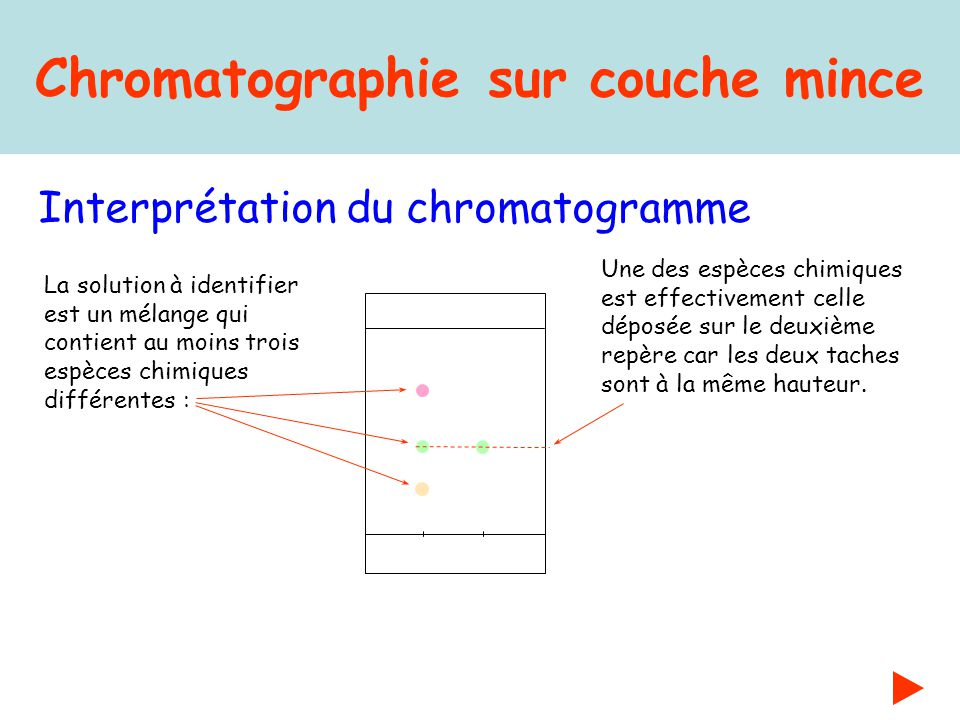 Chromatographie sur couche mince
Interprétation du chromatogramme
La solution à identifier
est un mélange qui
contient au moins trois
espèces chimiques
différentes :
Une des espèces chimiques
est effectivement celle
déposée sur le deuxième
repère car les deux taches
sont à la même hauteur.